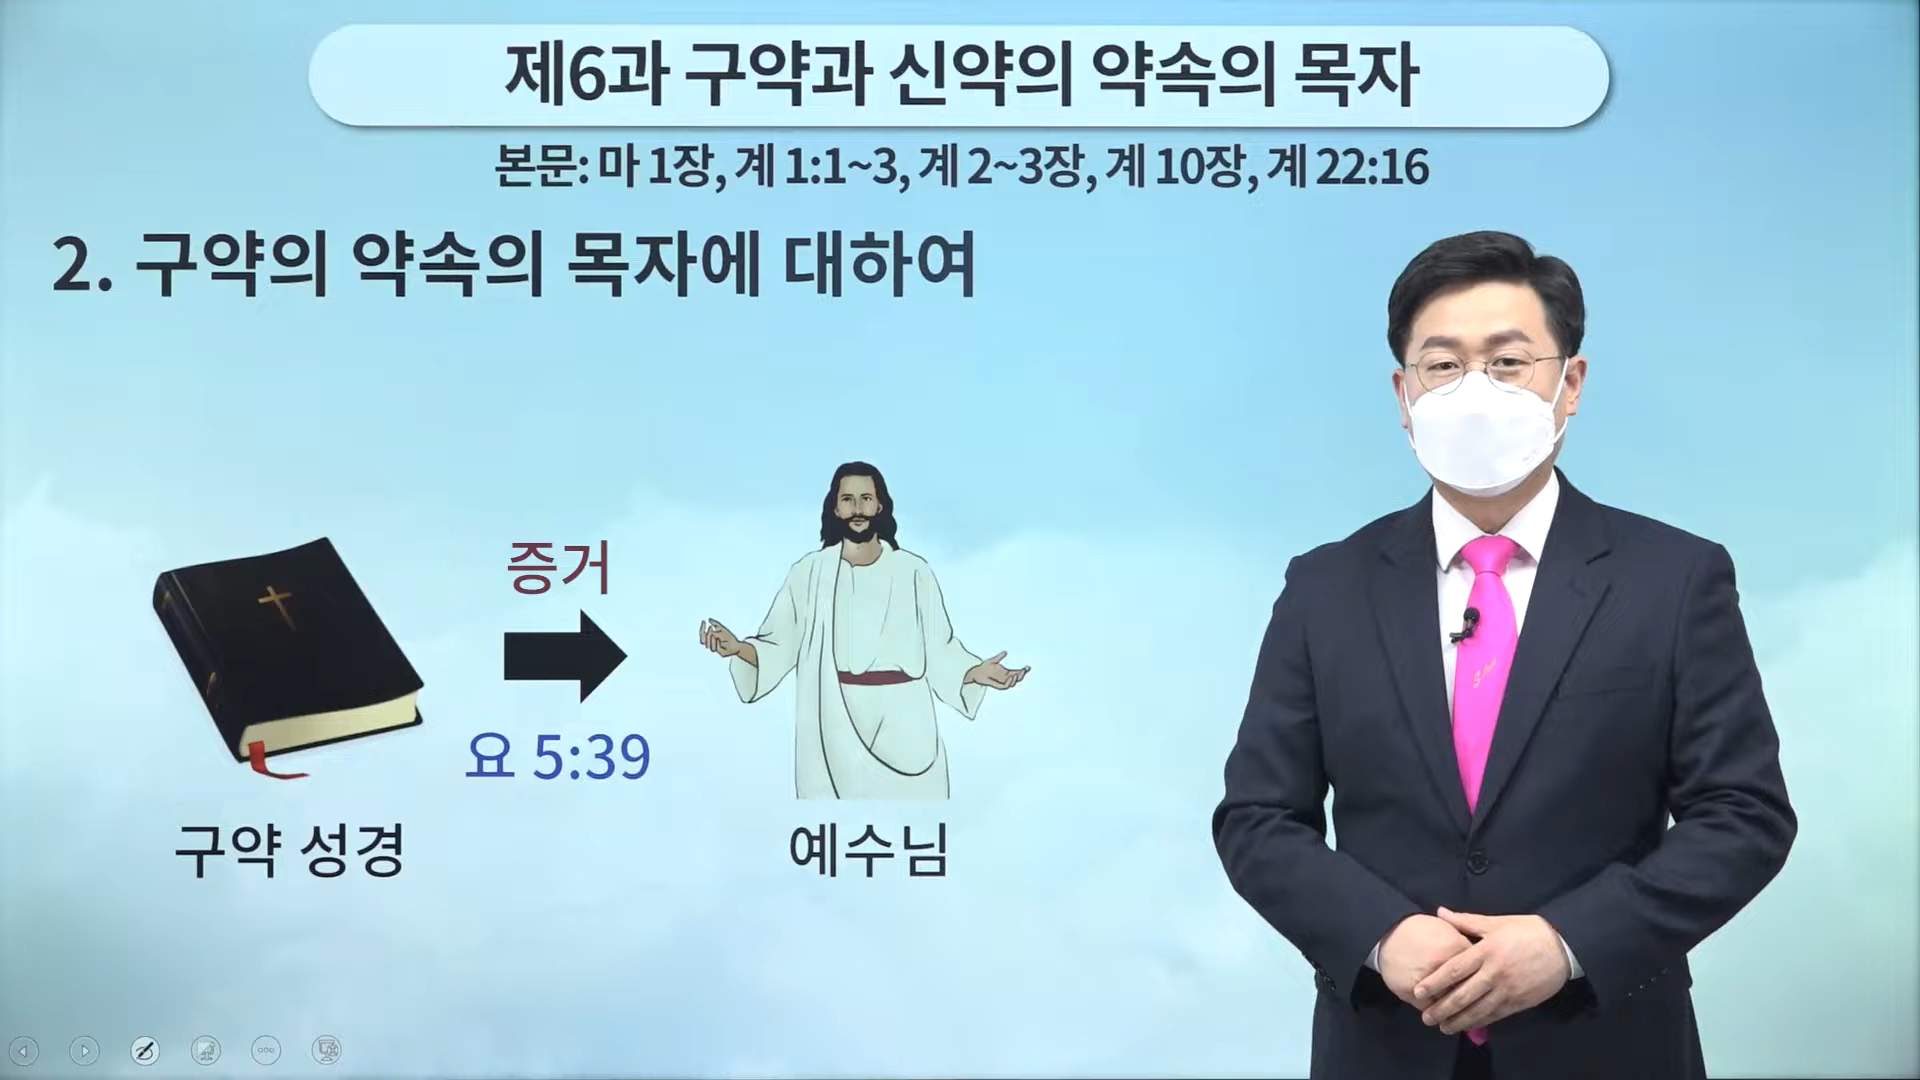 제6과 구약과 신약의 약속의 목자
본문: 마 1장, 계 1:1~3, 계 2~3장, 계 10장, 계 22:16
2. 구약의 약속의 목자에 대하여
증거
요 5:39
구약 성경
예수님